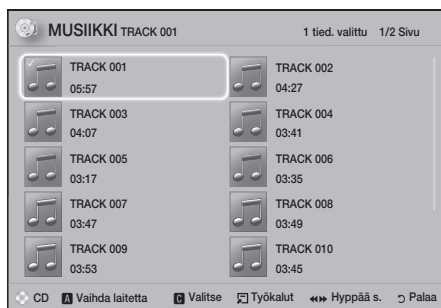 MUSIIKKI TRACK 001 1 tied. valittu 1/2 Sivu
TRACK 001 TRACK 002
05:57 04:27
TRACK 003 TRACK 004
04:07 03:41
TRACK 005 TRACK 006
03:17 03:35
TRACK 007 TRACK 008
03:47 03:49
TRACK 009 TRACK 010
03:53 03:45
CD A Vaihda laitetta C Valitse Työkalut Hyppää s. Palaa